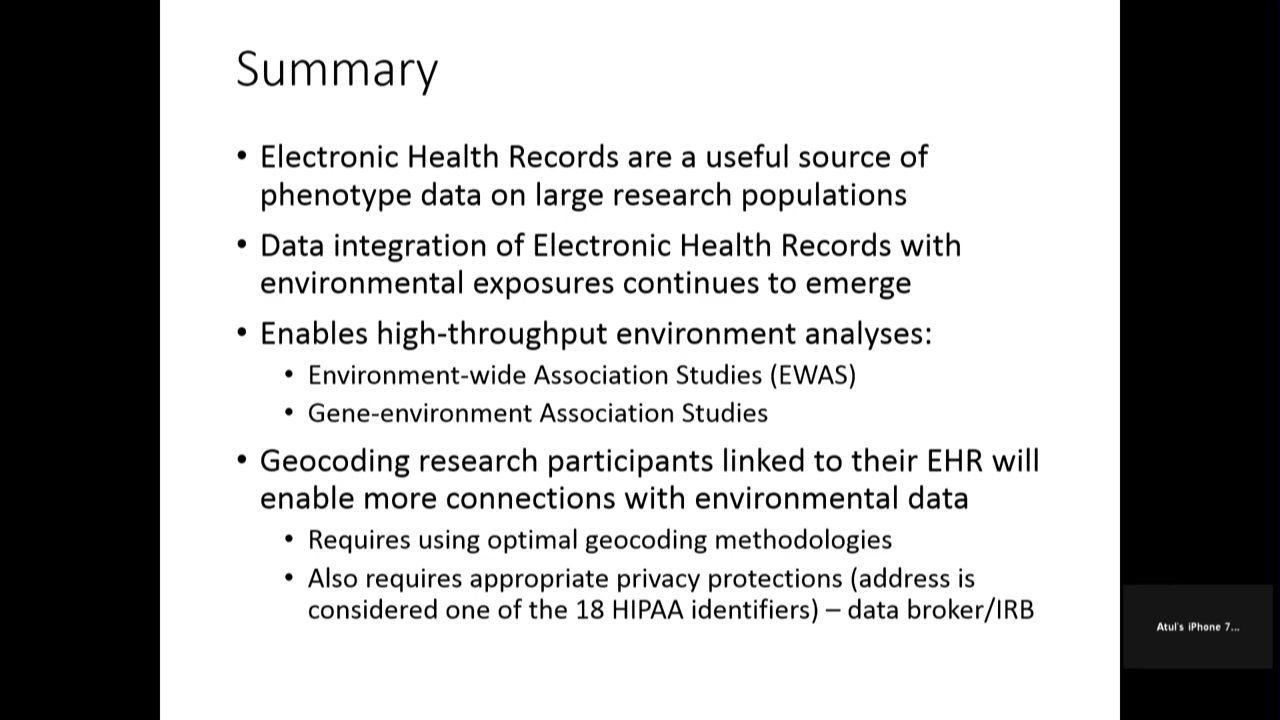 Summary
• Electronic Health Records are a useful source of
phenotype data on large research populations
• Data integration of Electronic Health Records with
environmental exposures continues to emerge
• Enables high-throughput environment analyses:
• Environment-wide Association Studies (EWAS)
• Gene-environment Association Studies
• Geocoding research participants linked to their EHR will
enable more connections with environmental data
• Requires using optimal geocoding methodologies
• Also requires appropriate privacy protections (address is
considered one of the 18 HIPAA identifiers) – data broker/IRB
Atul's iPhone 7...